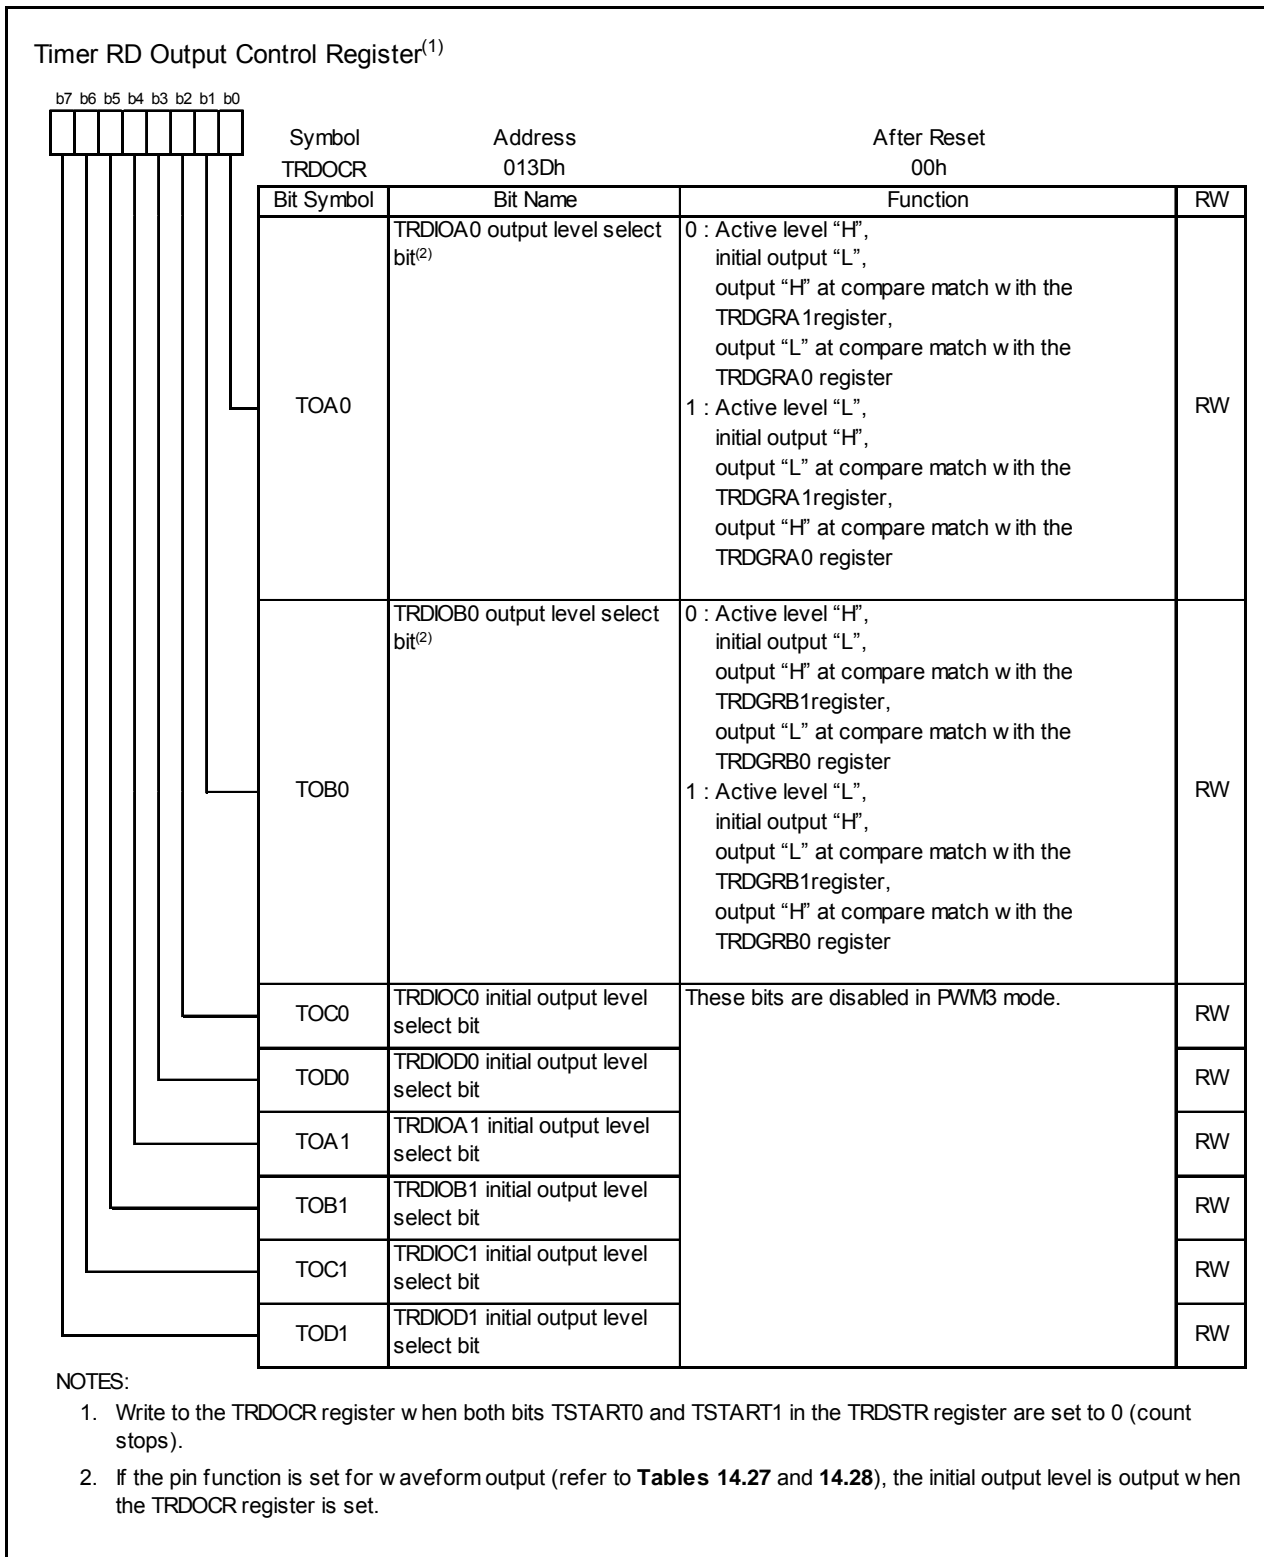 Timer RD Output Control Register(1)
b7 b6 b5 b4 b3 b2 b1 b0
Symbol Address After Reset
TRDOCR 013Dh 00h
Bit Symbol Bit Name Function RW
TOA0
TRDIOA0 output level select
bit(2)
0 : Active level “H”,
initial output “L”,
output “H” at compare match with the
TRDGRA1register,
output “L” at compare match with the
TRDGRA0 register
1 : Active level “L”,
initial output “H”,
output “L” at compare match with the
TRDGRA1register,
output “H” at compare match with the
TRDGRA0 register
RW
TOB0
TRDIOB0 output level select
bit(2)
0 : Active level “H”,
initial output “L”,
output “H” at compare match with the
TRDGRB1register,
output “L” at compare match with the
TRDGRB0 register
1 : Active level “L”,
initial output “H”,
output “L” at compare match with the
TRDGRB1register,
output “H” at compare match with the
TRDGRB0 register
RW
TOC0
TRDIOC0 initial output level
select bit
These bits are disabled in PWM3 mode.
RW
TOD0
TRDIOD0 initial output level
select bit
RW
TOA1
TRDIOA1 initial output level
select bit
RW
TOB1
TRDIOB1 initial output level
select bit
RW
TOC1
TRDIOC1 initial output level
select bit
RW
TOD1
TRDIOD1 initial output level
select bit
RW
NOTES:
1. Write to the TRDOCR register when both bits TSTART0 and TSTART1 in the TRDSTR register are set to 0 (count
stops).
2. If the pin function is set for waveform output (refer to Tables 14.27 and 14.28), the initial output level is output when
the TRDOCR register is set.